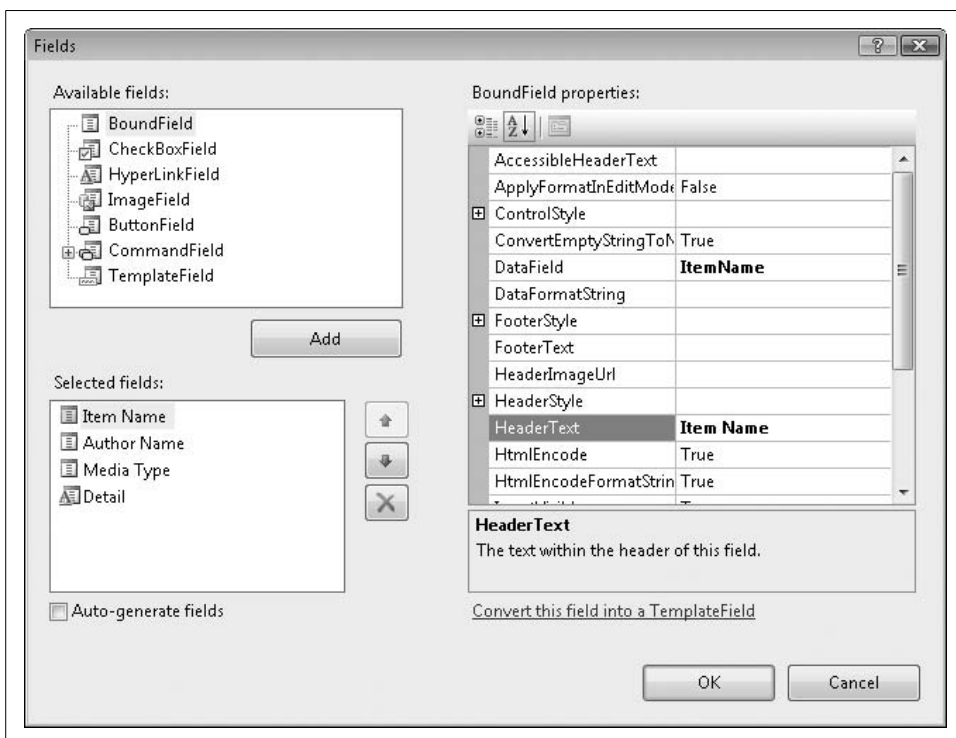 Fields
Available fields:
BoundField
CheckBoxField
HyperLinkField
ImageField
ButtonField
CommandField
TemplateField
Add
Selected fields:
Item Name
Author Name
Media Type
Detail
Auto-generate fields
BoundField properties:
AccessibleHeaderText
ApplyFormatInEditMode False
ControlStyle
ConvertEmptyStringToN True
DataField ItemName
DataFormatString
FooterStyle
FooterText
HeaderImageUrl
HeaderStyle
HeaderText Item Name
HtmlEncode True
HtmlEncodeFormatStrin True
HeaderText
The text within the header of this field.
Convert this field into a TemplateField
OK
Cancel